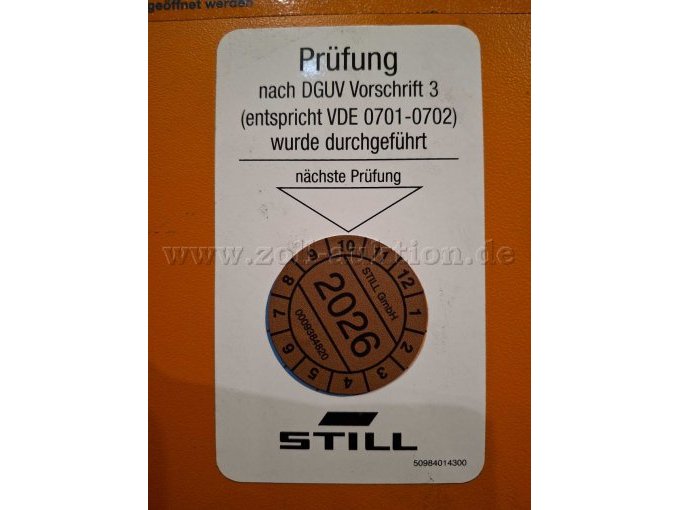 geöffnet werden
Prüfung
nach DGUV Vorschrift 3
(entspricht VDE 0701-0702)
wurde durchgeführt
nächste Prüfung
www.zoll-auktion.de
1 2 3 4 5 6 7 8 9 10 11 12
STILL GmbH
2026
0009384820
STILL
50984014300